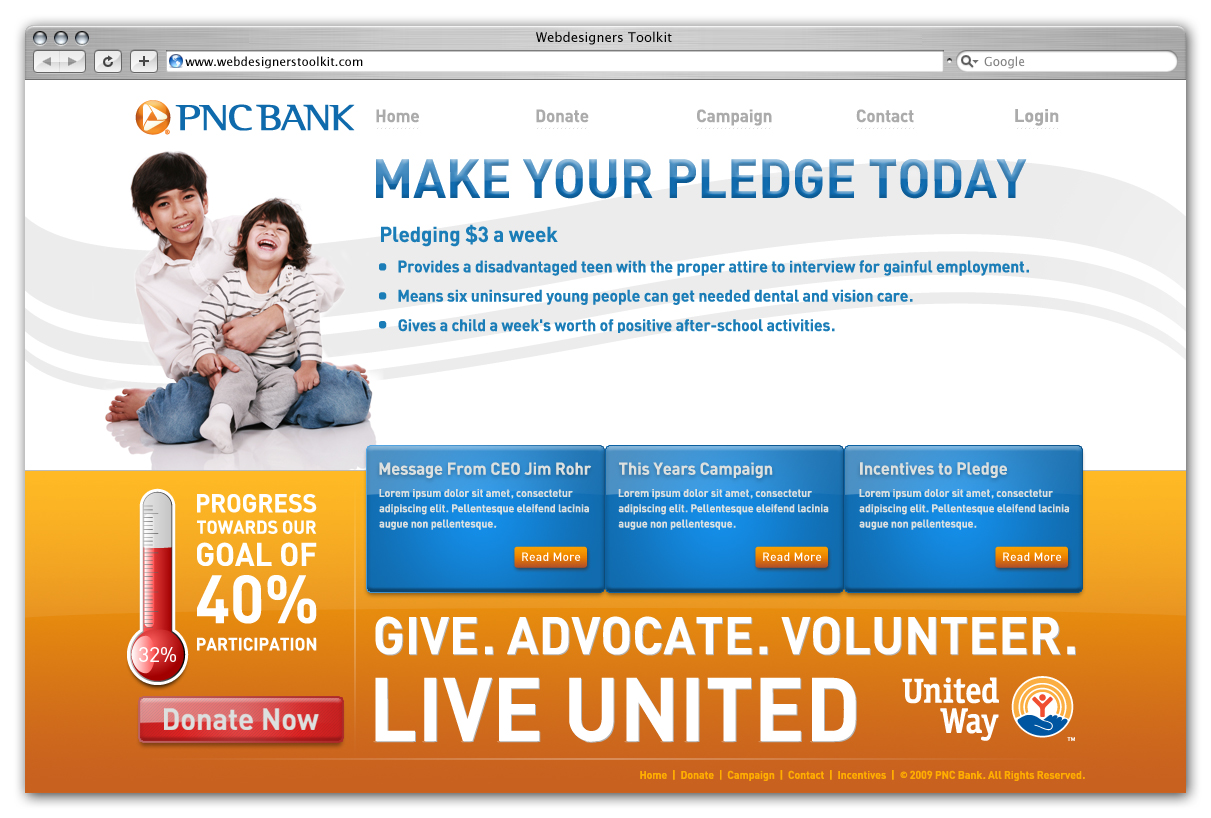 Webdesigners Toolkit
www.webdesignerstoolkit.com
Google
PNC BANK
Home Donate Campaign Contact Login
MAKE YOUR PLEDGE TODAY
Pledging $3 a week
Provides a disadvantaged teen with the proper attire to interview for gainful employment.
Means six uninsured young people can get needed dental and vision care.
Gives a child a week's worth of positive after-school activities.
Message From CEO Jim Rohr
Lorem ipsum dolor sit amet, consectetur
adipiscing elit. Pellentesque eleifend lacinia
augue non pellentesque.
Read More
This Years Campaign
Lorem ipsum dolor sit amet, consectetur
adipiscing elit. Pellentesque eleifend lacinia
augue non pellentesque.
Read More
Incentives to Pledge
Lorem ipsum dolor sit amet, consectetur
adipiscing elit. Pellentesque eleifend lacinia
augue non pellentesque.
Read More
PROGRESS
TOWARDS OUR
GOAL OF
40%
PARTICIPATION
32%
Donate Now
GIVE. ADVOCATE. VOLUNTEER.
LIVE UNITED
United
Way
™
Home | Donate | Campaign | Contact | Incentives | © 2009 PNC Bank. All Rights Reserved.